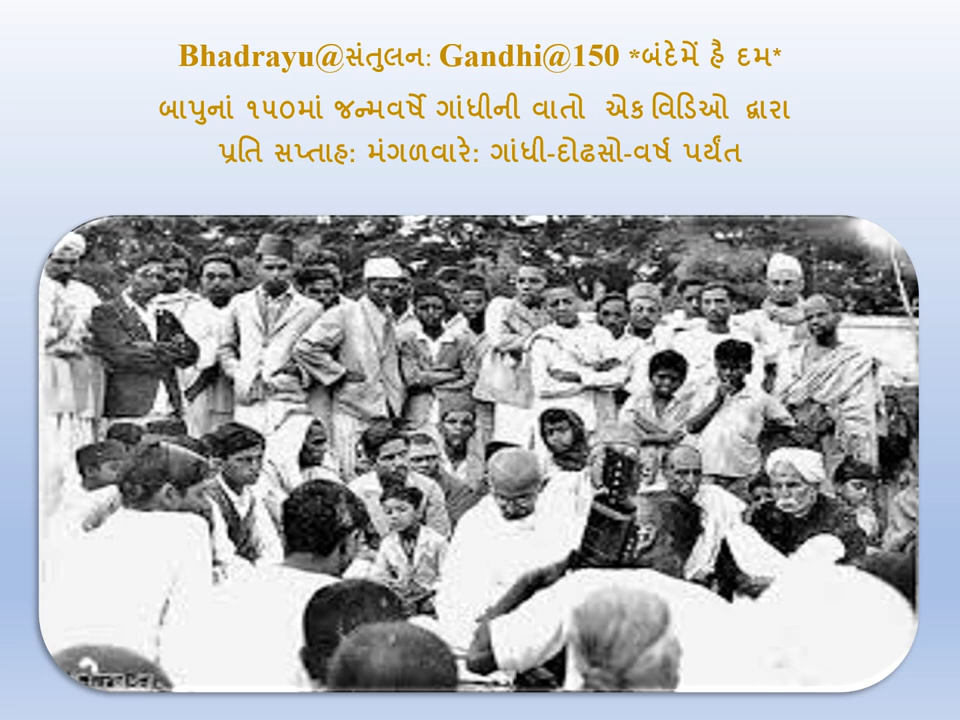 Bhadrayu@સંતુલન: Gandhi@150 *બંદેમેં હૈ દમ*
બાપુનાં ૧૫૦માં જન્મવર્ષે ગાંધીની વાતો એક વિડિઓ દ્વારા
પ્રતિ સપ્તાહ: મંગળવારે: ગાંધી-દોઢસો-વર્ષ પર્યંત